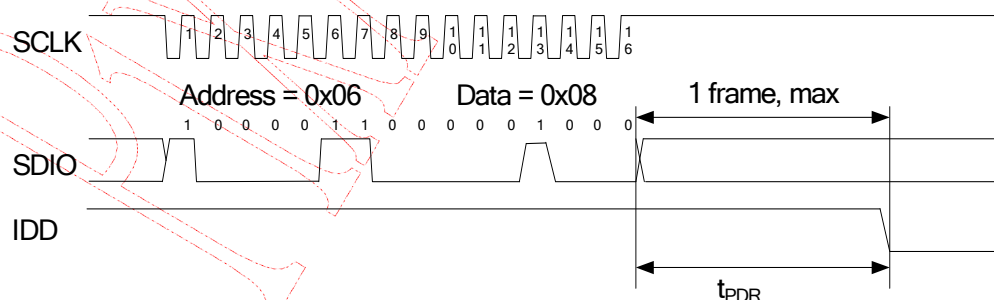 SCLK 1 2 3 4 5 6 7 8 9 10 11 12 13 14 15 16
Address = 0x06 Data = 0x08 1 frame, max
1 0 0 0 0 1 1 0 0 0 0 0 1 0 0 0
SDIO
IDD
tPDR